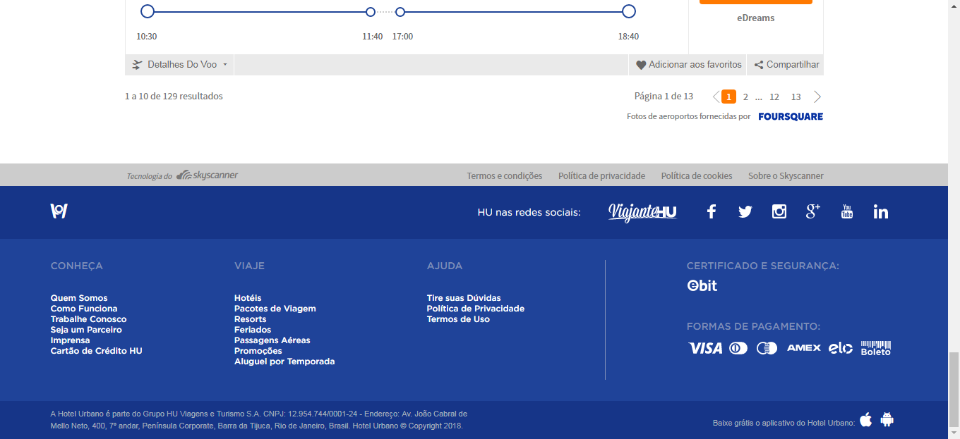 10:30 11:40 17:00 18:40
eDreams
Detalhes Do Voo
Adicionar aos favoritos
Compartilhar
1 a 10 de 129 resultados
Página 1 de 13
1 2 ... 12 13
Fotos de aeroportos fornecidas por FOURSQUARE
Tecnologia do skyscanner
Termos e condições Política de privacidade Política de cookies Sobre o Skyscanner
HU nas redes sociais:
ViajanteHU
You Tube
CONHEÇA
Quem Somos
Como Funciona
Trabalhe Conosco
Seja um Parceiro
Imprensa
Cartão de Crédito HU
VIAJE
Hotéis
Pacotes de Viagem
Resorts
Feriados
Passagens Aéreas
Promoções
Aluguel por Temporada
AJUDA
Tire suas Dúvidas
Política de Privacidade
Termos de Uso
CERTIFICADO E SEGURANÇA:
ebit
FORMAS DE PAGAMENTO:
VISA AMEX elo Boleto
A Hotel Urbano é parte do Grupo HU Viagens e Turismo S.A. CNPJ: 12.954.744/0001-24 - Endereço: Av. João Cabral de
Mello Neto, 400, 7º andar, Península Corporate, Barra da Tijuca, Rio de Janeiro, Brasil. Hotel Urbano © Copyright 2018.
Baixe grátis o aplicativo do Hotel Urbano: